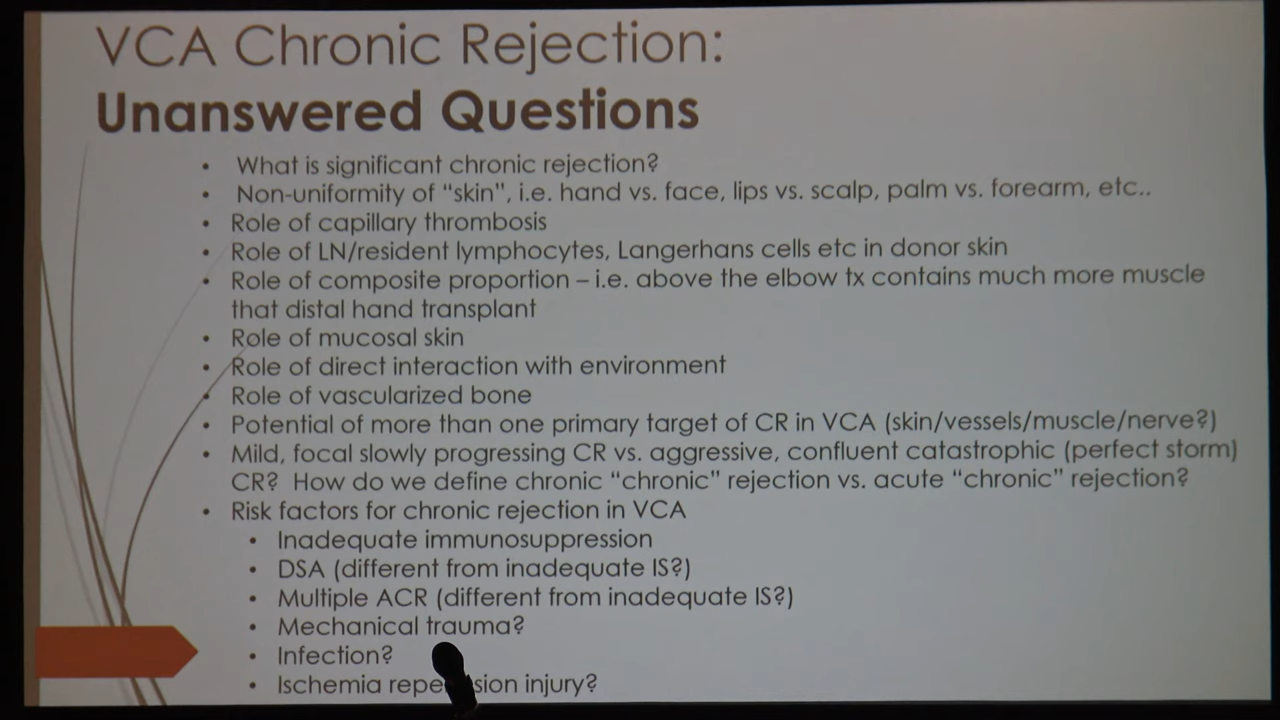 VCA Chronic Rejection:
Unanswered Questions
• What is significant chronic rejection?
• Non-uniformity of “skin”, i.e. hand vs. face, lips vs. scalp, palm vs. forearm, etc..
• Role of capillary thrombosis
• Role of LN/resident lymphocytes, Langerhans cells etc in donor skin
• Role of composite proportion – i.e. above the elbow tx contains much more muscle
that distal hand transplant
• Role of mucosal skin
• Role of direct interaction with environment
• Role of vascularized bone
• Potential of more than one primary target of CR in VCA (skin/vessels/muscle/nerve?)
• Mild, focal slowly progressing CR vs. aggressive, confluent catastrophic (perfect storm)
CR? How do we define chronic “chronic” rejection vs. acute “chronic” rejection?
• Risk factors for chronic rejection in VCA
• Inadequate immunosuppression
• DSA (different from inadequate IS?)
• Multiple ACR (different from inadequate IS?)
• Mechanical trauma?
• Infection?
• Ischemia injury?